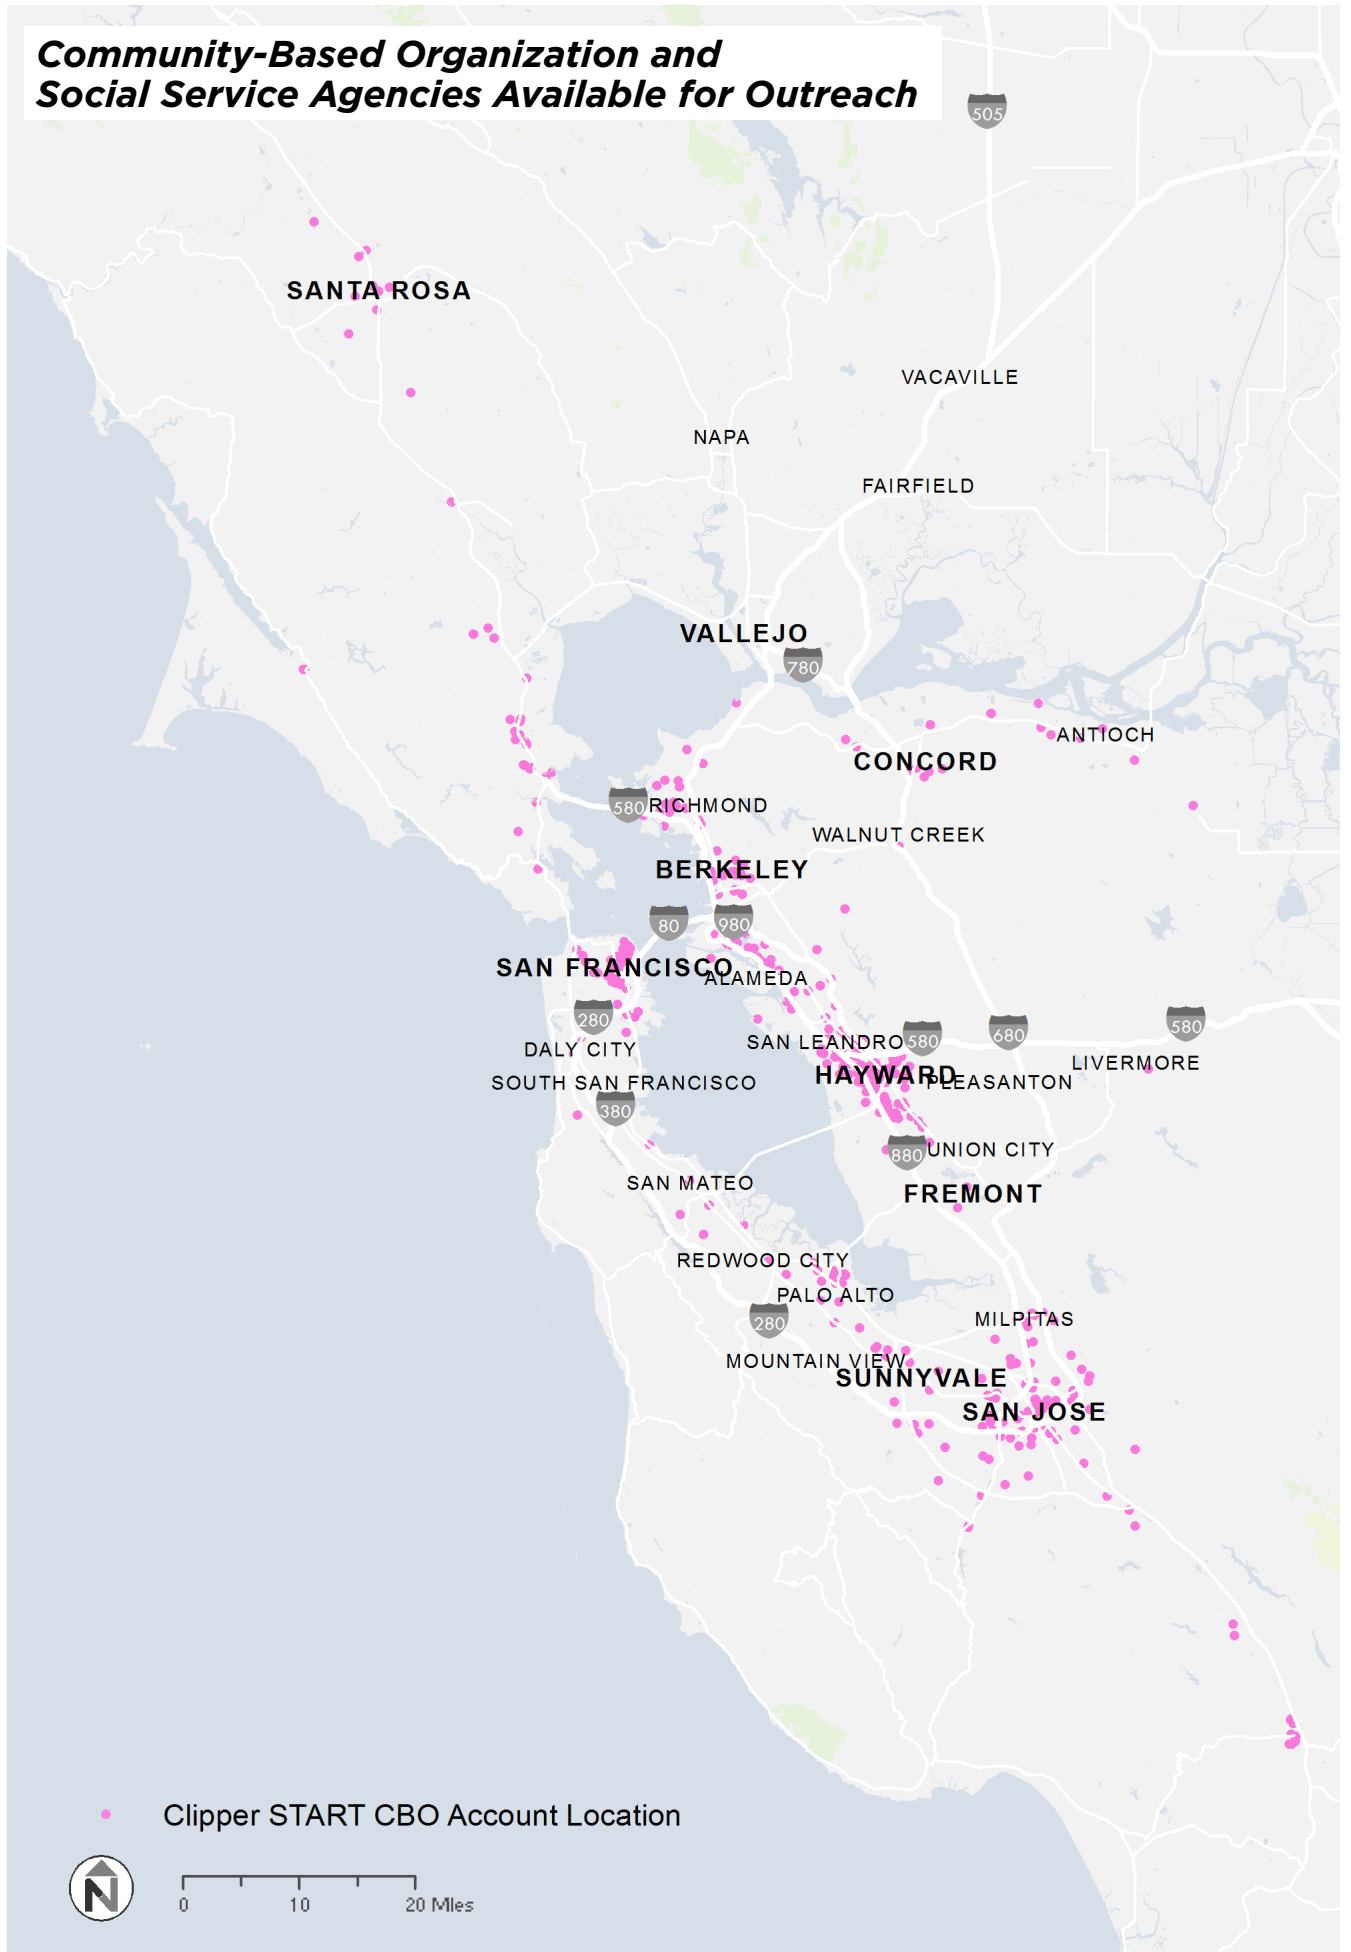 Community-Based Organization and
Social Service Agencies Available for Outreach
505
SANTA ROSA
VACAVILLE
NAPA
FAIRFIELD
VALLEJO
780
ANTIOCH
CONCORD
580
RICHMOND
WALNUT CREEK
BERKELEY
80
980
SAN FRANCISCO
ALAMEDA
280
580
680
580
SAN LEANDRO
DALY CITY
LIVERMORE
HAYWARD
PLEASANTON
SOUTH SAN FRANCISCO
380
880
UNION CITY
SAN MATEO
FREMONT
REDWOOD CITY
PALO ALTO
280
MILPITAS
MOUNTAIN VIEW
SUNNYVALE
SAN JOSE
Clipper START CBO Account Location
N
0 10 20 Miles